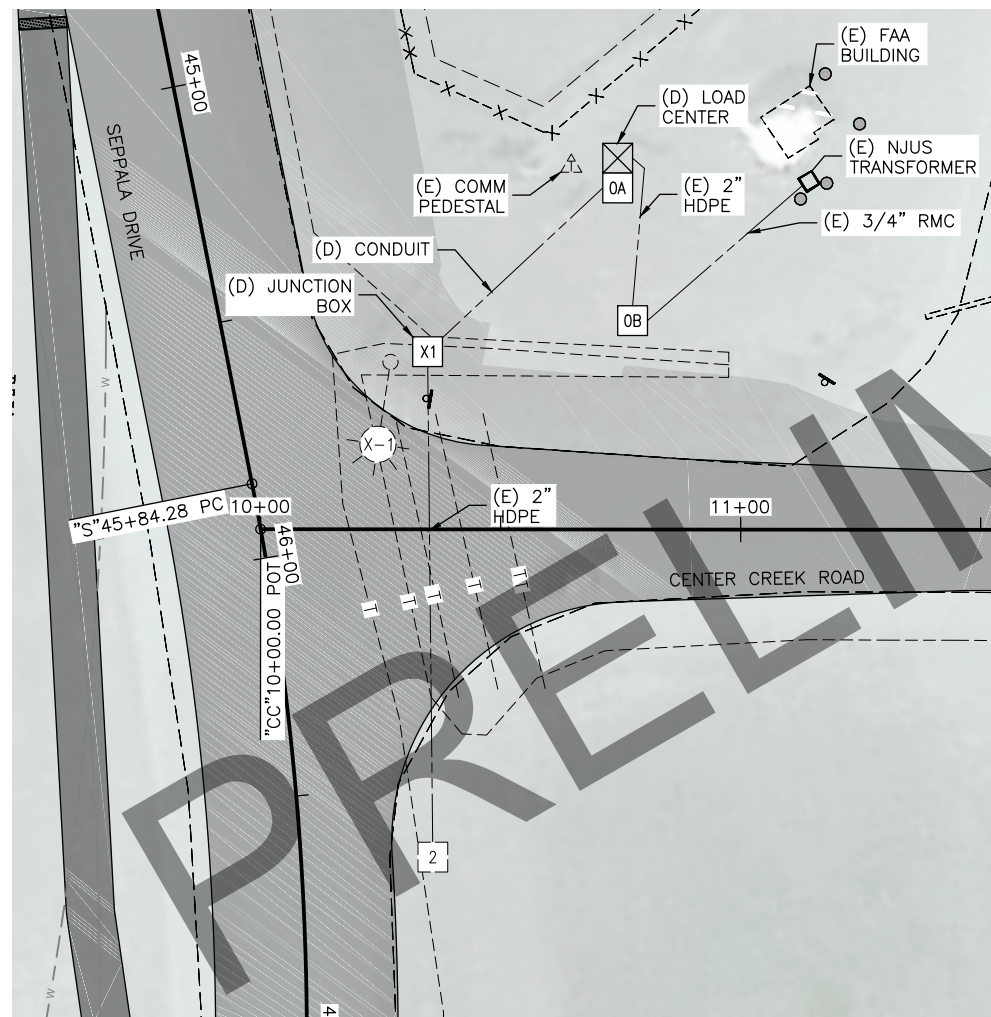 (E) FAA
BUILDING
45+00
(D) LOAD
CENTER
SEPPALA DRIVE
(E) NJUS
TRANSFORMER
(E) COMM
PEDESTAL
0A
(E) 2"
HDPE
(E) 3/4" RMC
(D) CONDUIT
(D) JUNCTION
BOX
0B
X1
W
X-1
"S"45+84.28 PC
10+00
(E) 2"
HDPE
11+00
46+00
"CC"10+00.00 POT
CENTER CREEK ROAD
T
T
T
T
T
PRELIM
2
W
4